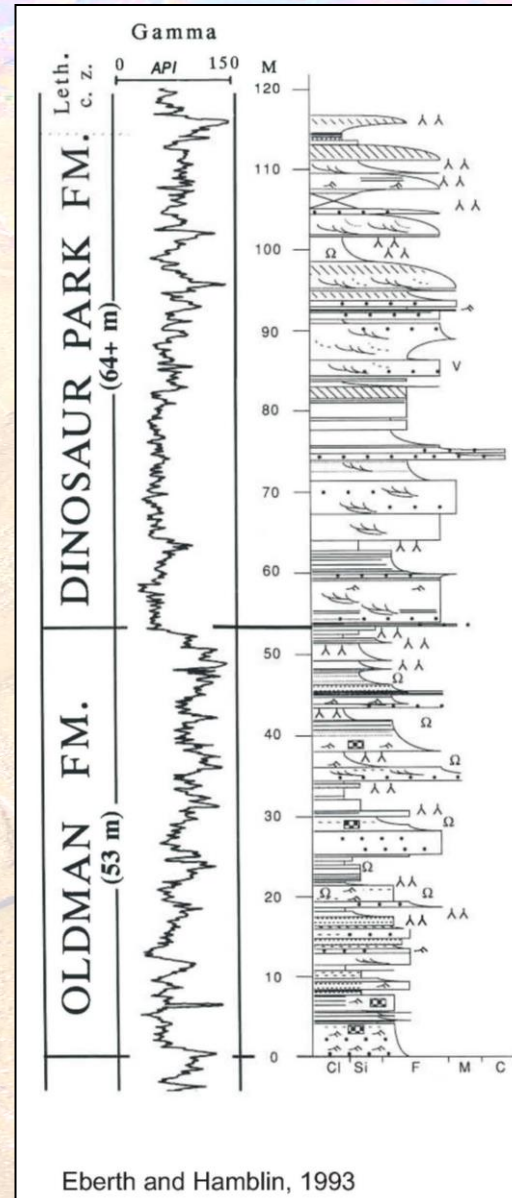 Gamma
0 API 150 M
Leth.
c. z.
120
110
100
90
80
70
60
50
40
30
20
10
0
DINOSAUR PARK FM.
(64+ m)
OLDMAN FM.
(53 m)
Ω
V
Ω
Ω
Ω
Ω
Ω
Ω
Ω
Cl Si F M C
Eberth and Hamblin, 1993